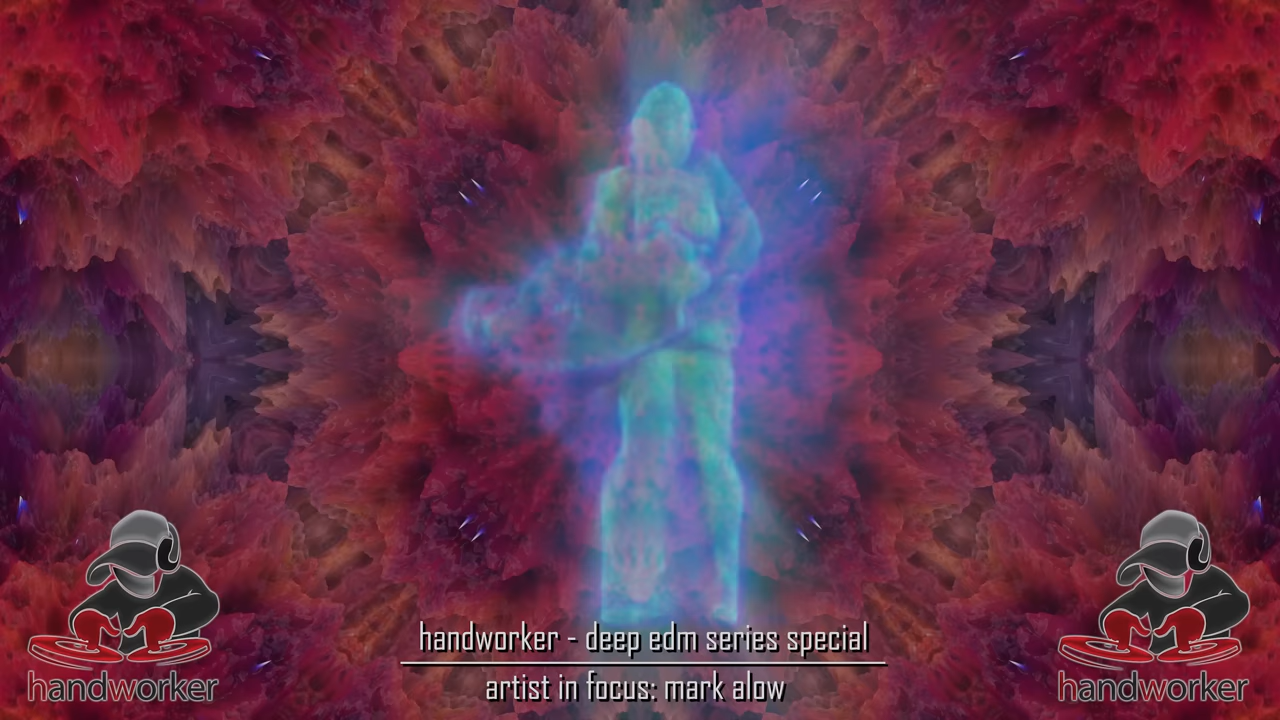 handworker - deep edm series special
artist in focus: mark alow
handworker
handworker